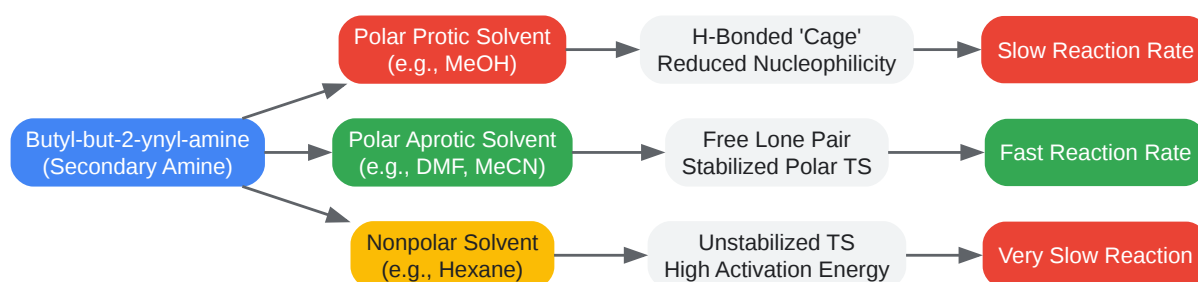 Polar Protic Solvent
(e.g., MeOH)
H-Bonded 'Cage'
Reduced Nucleophilicity
Slow Reaction Rate
Butyl-but-2-ynyl-amine
(Secondary Amine)
Polar Aprotic Solvent
(e.g., DMF, MeCN)
Free Lone Pair
Stabilized Polar TS
Fast Reaction Rate
Nonpolar Solvent
(e.g., Hexane)
Unstabilized TS
High Activation Energy
Very Slow Reaction